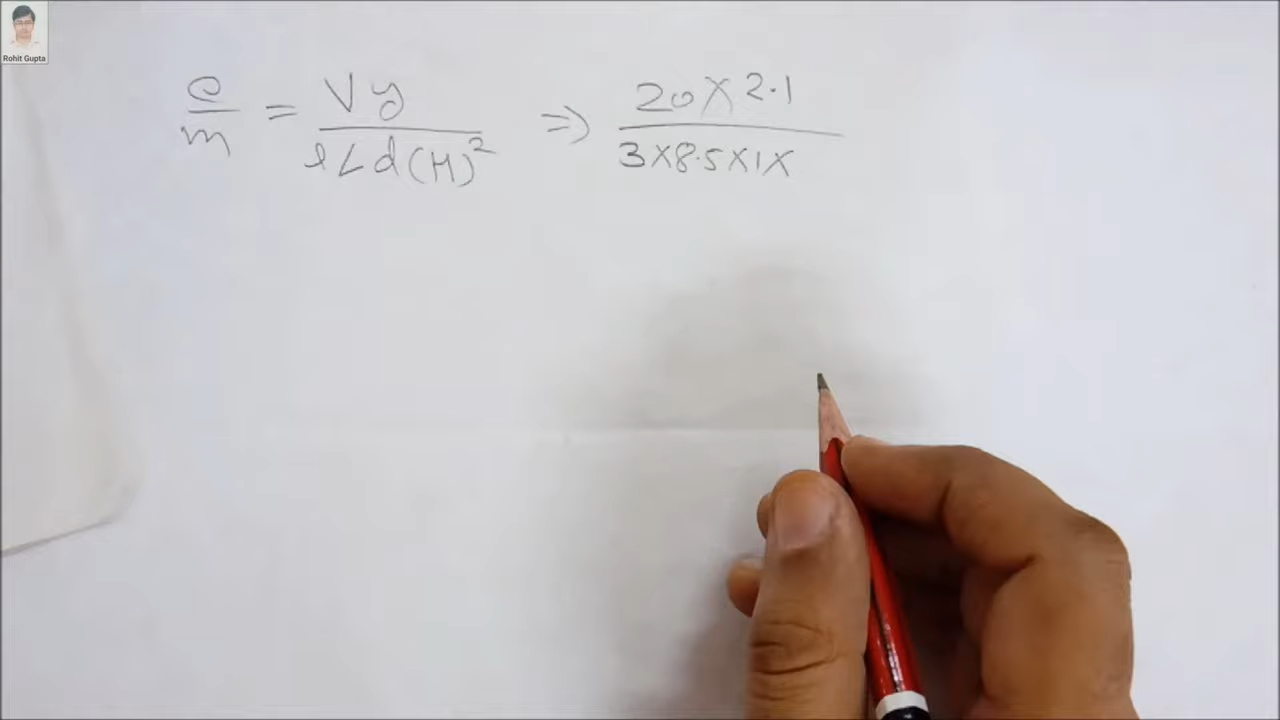 Rohit Gupta
e/m = Vy / lLd(H)² ⇒ 20×2.1 / 3×8.5×1×